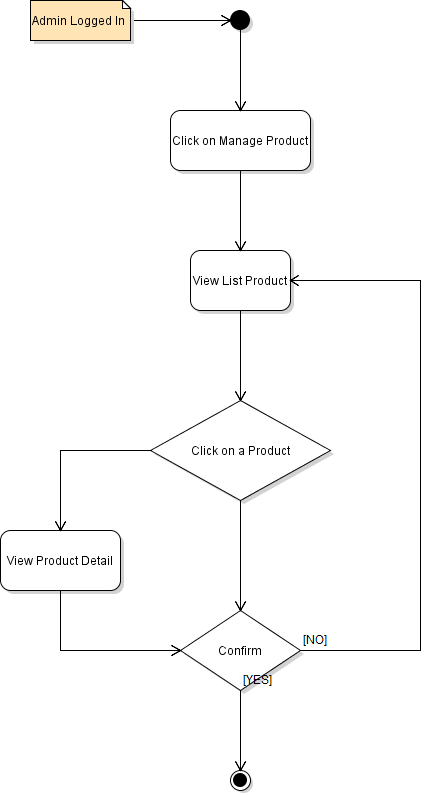 Admin Logged In
Click on Manage Product
View List Product
Click on a Product
View Product Detail
[NO]
Confirm
[YES]